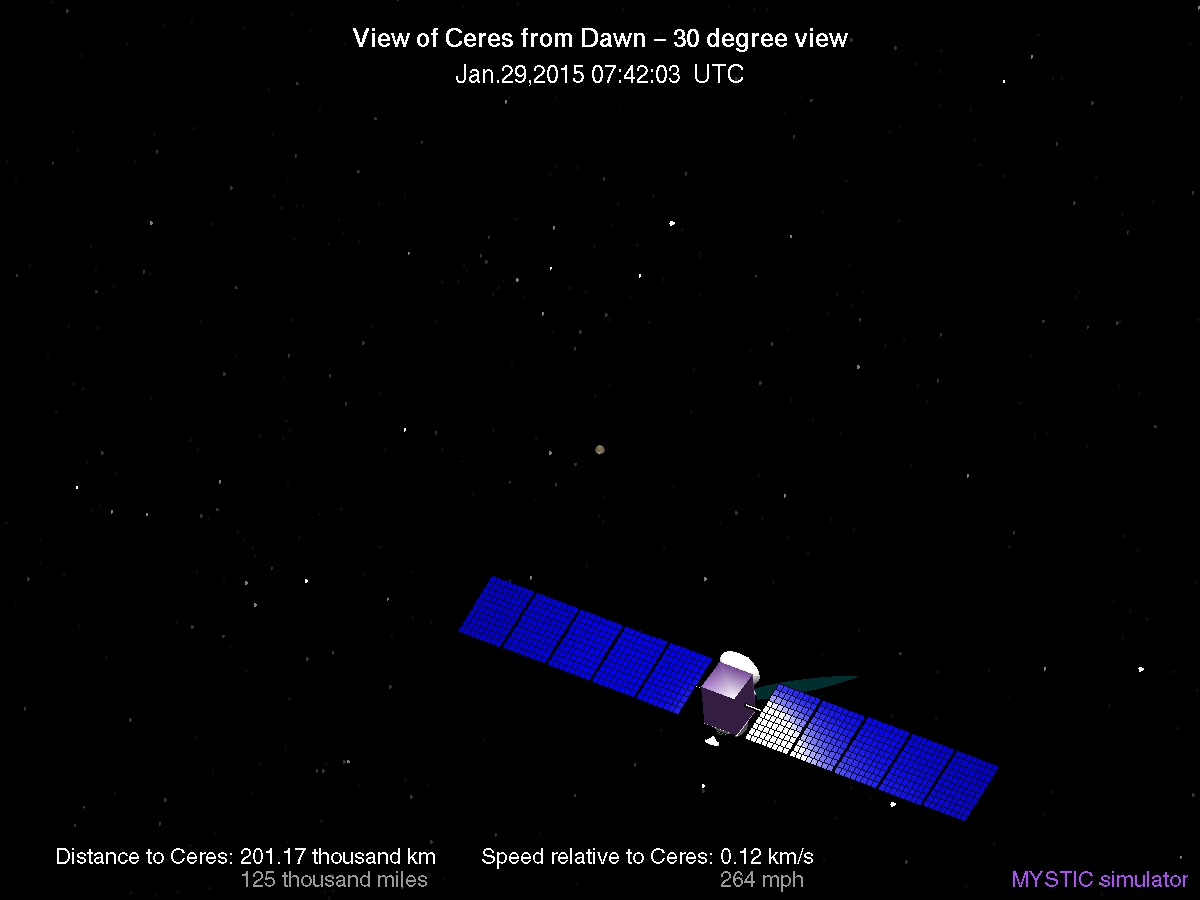 View of Ceres from Dawn – 30 degree view
Jan.29,2015 07:42:03 UTC
Distance to Ceres: 201.17 thousand km
125 thousand miles
Speed relative to Ceres: 0.12 km/s
264 mph
MYSTIC simulator